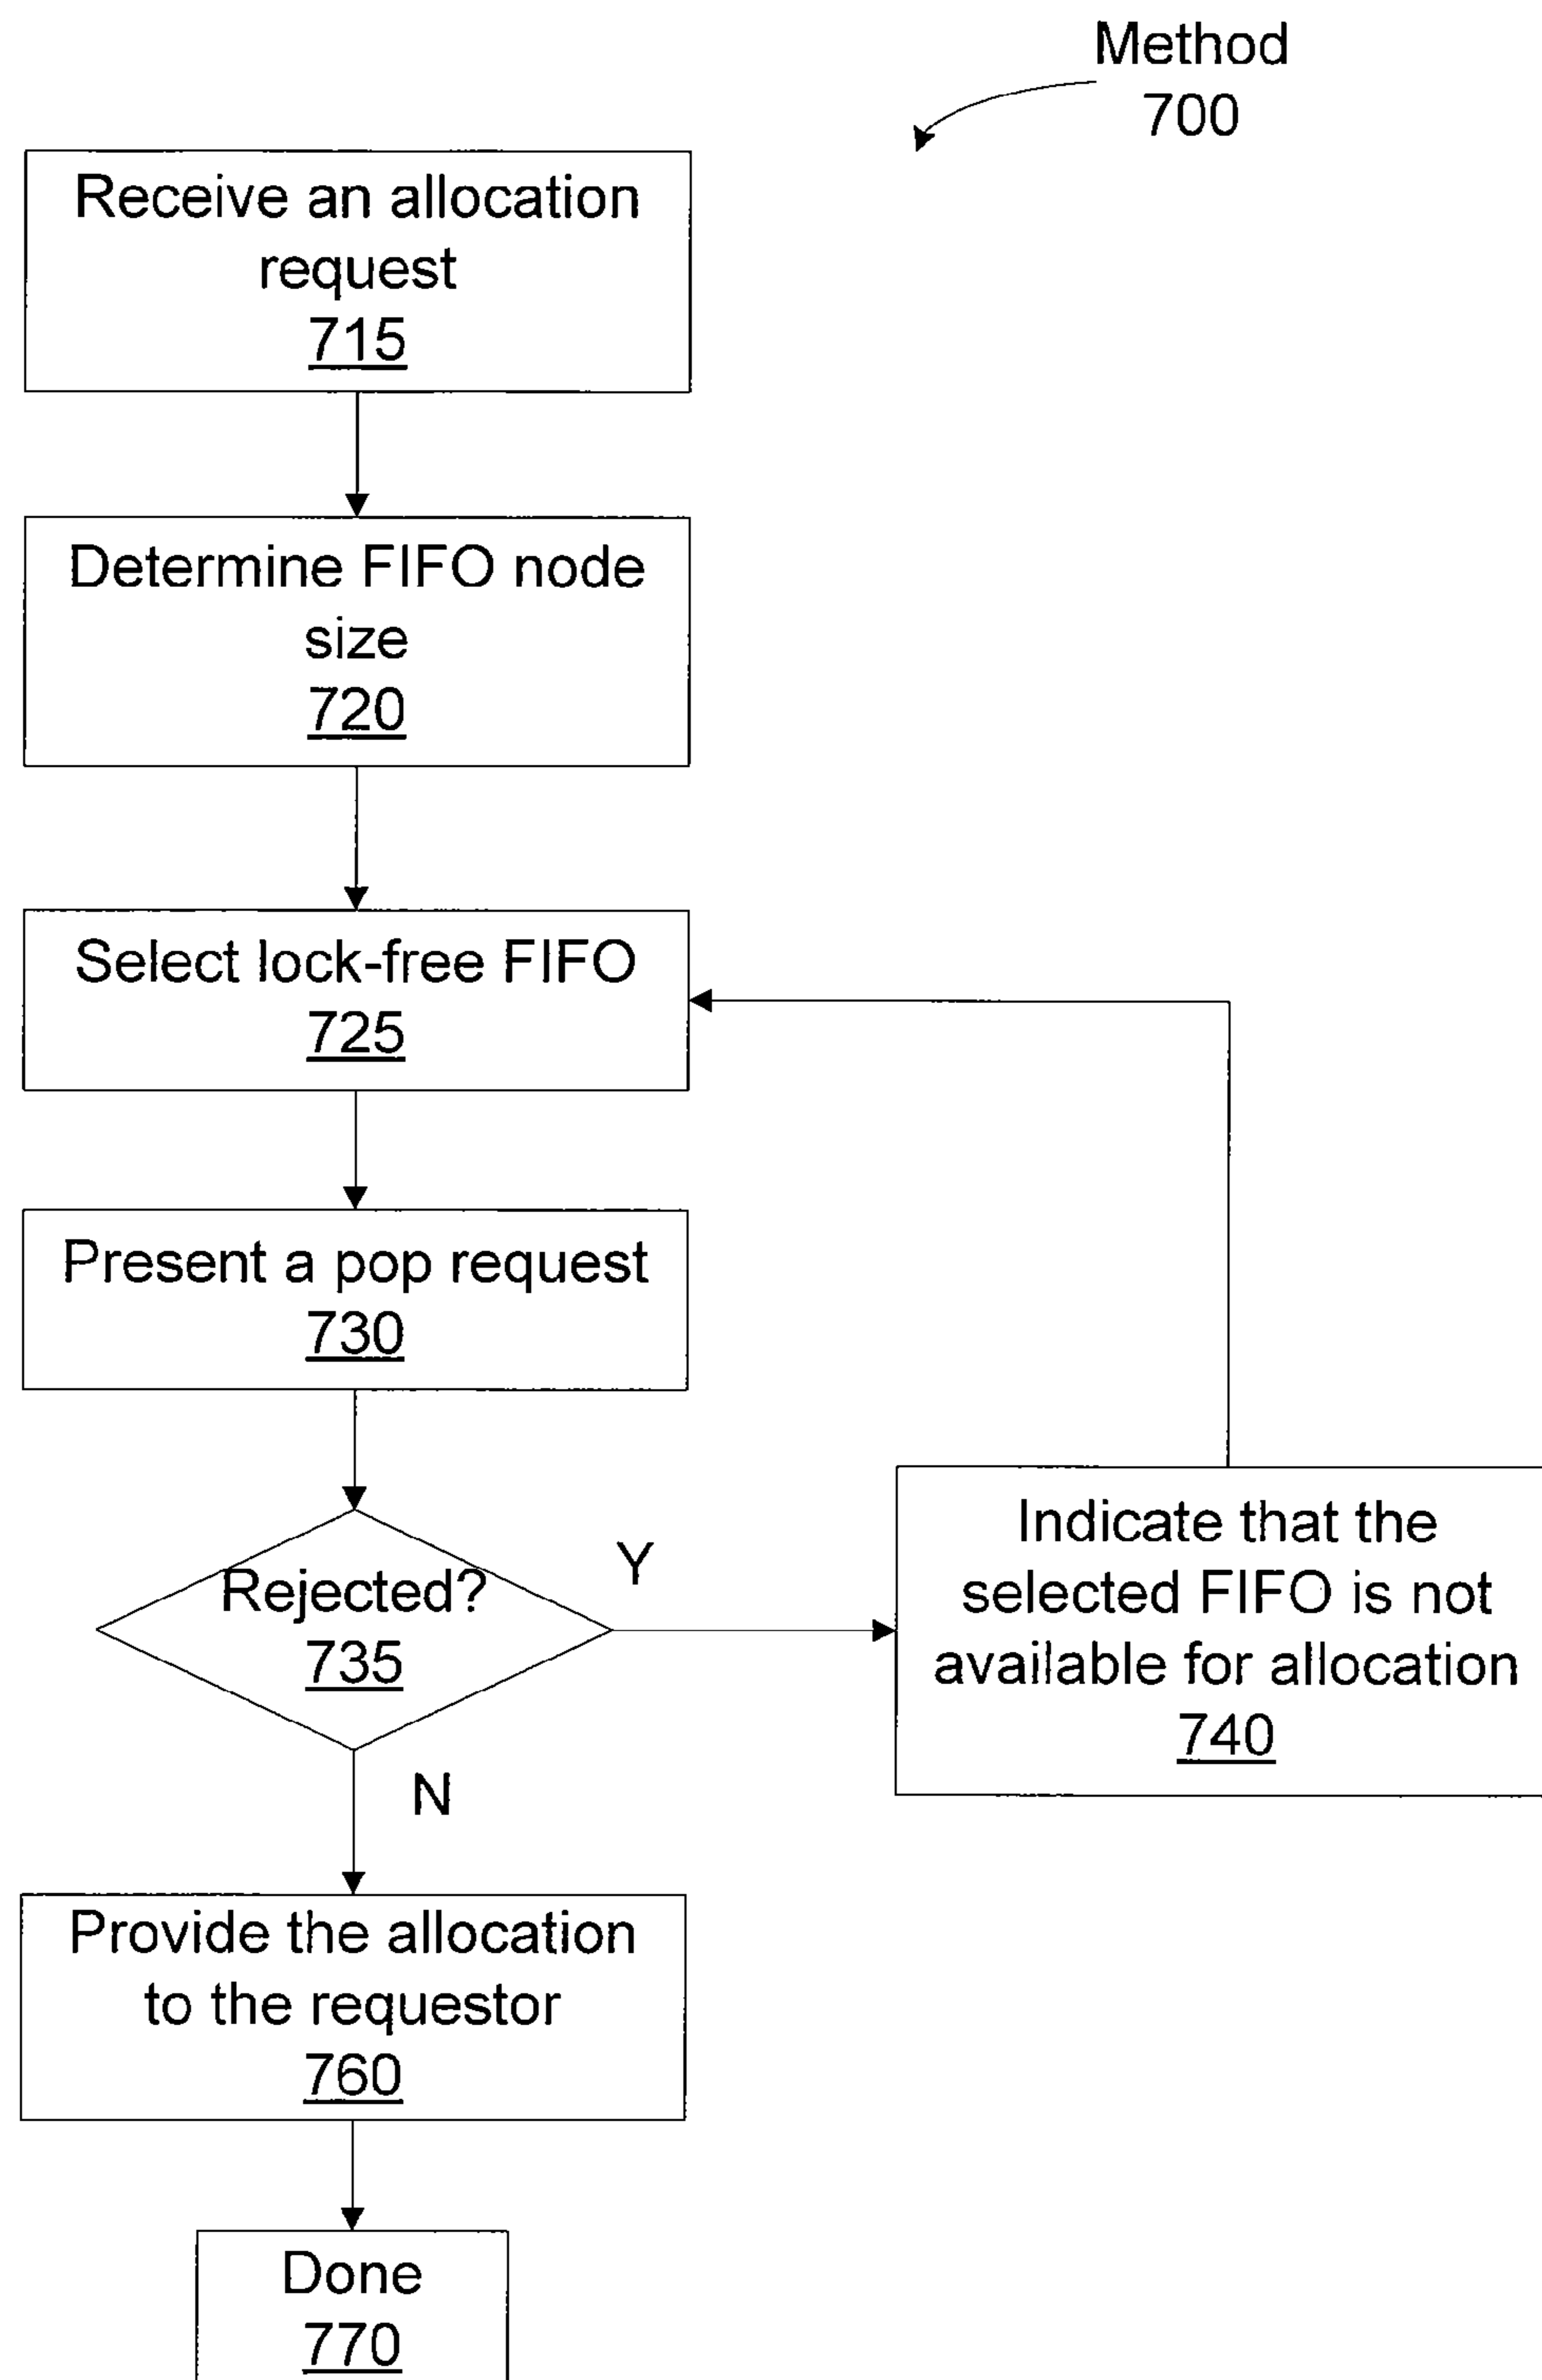 Method
700
Receive an allocation
request
715
Determine FIFO node
size
720
Select lock-free FIFO
725
Present a pop request
730
Rejected?
735
Y
Indicate that the
selected FIFO is not
available for allocation
740
N
Provide the allocation
to the requestor
760
Done
770